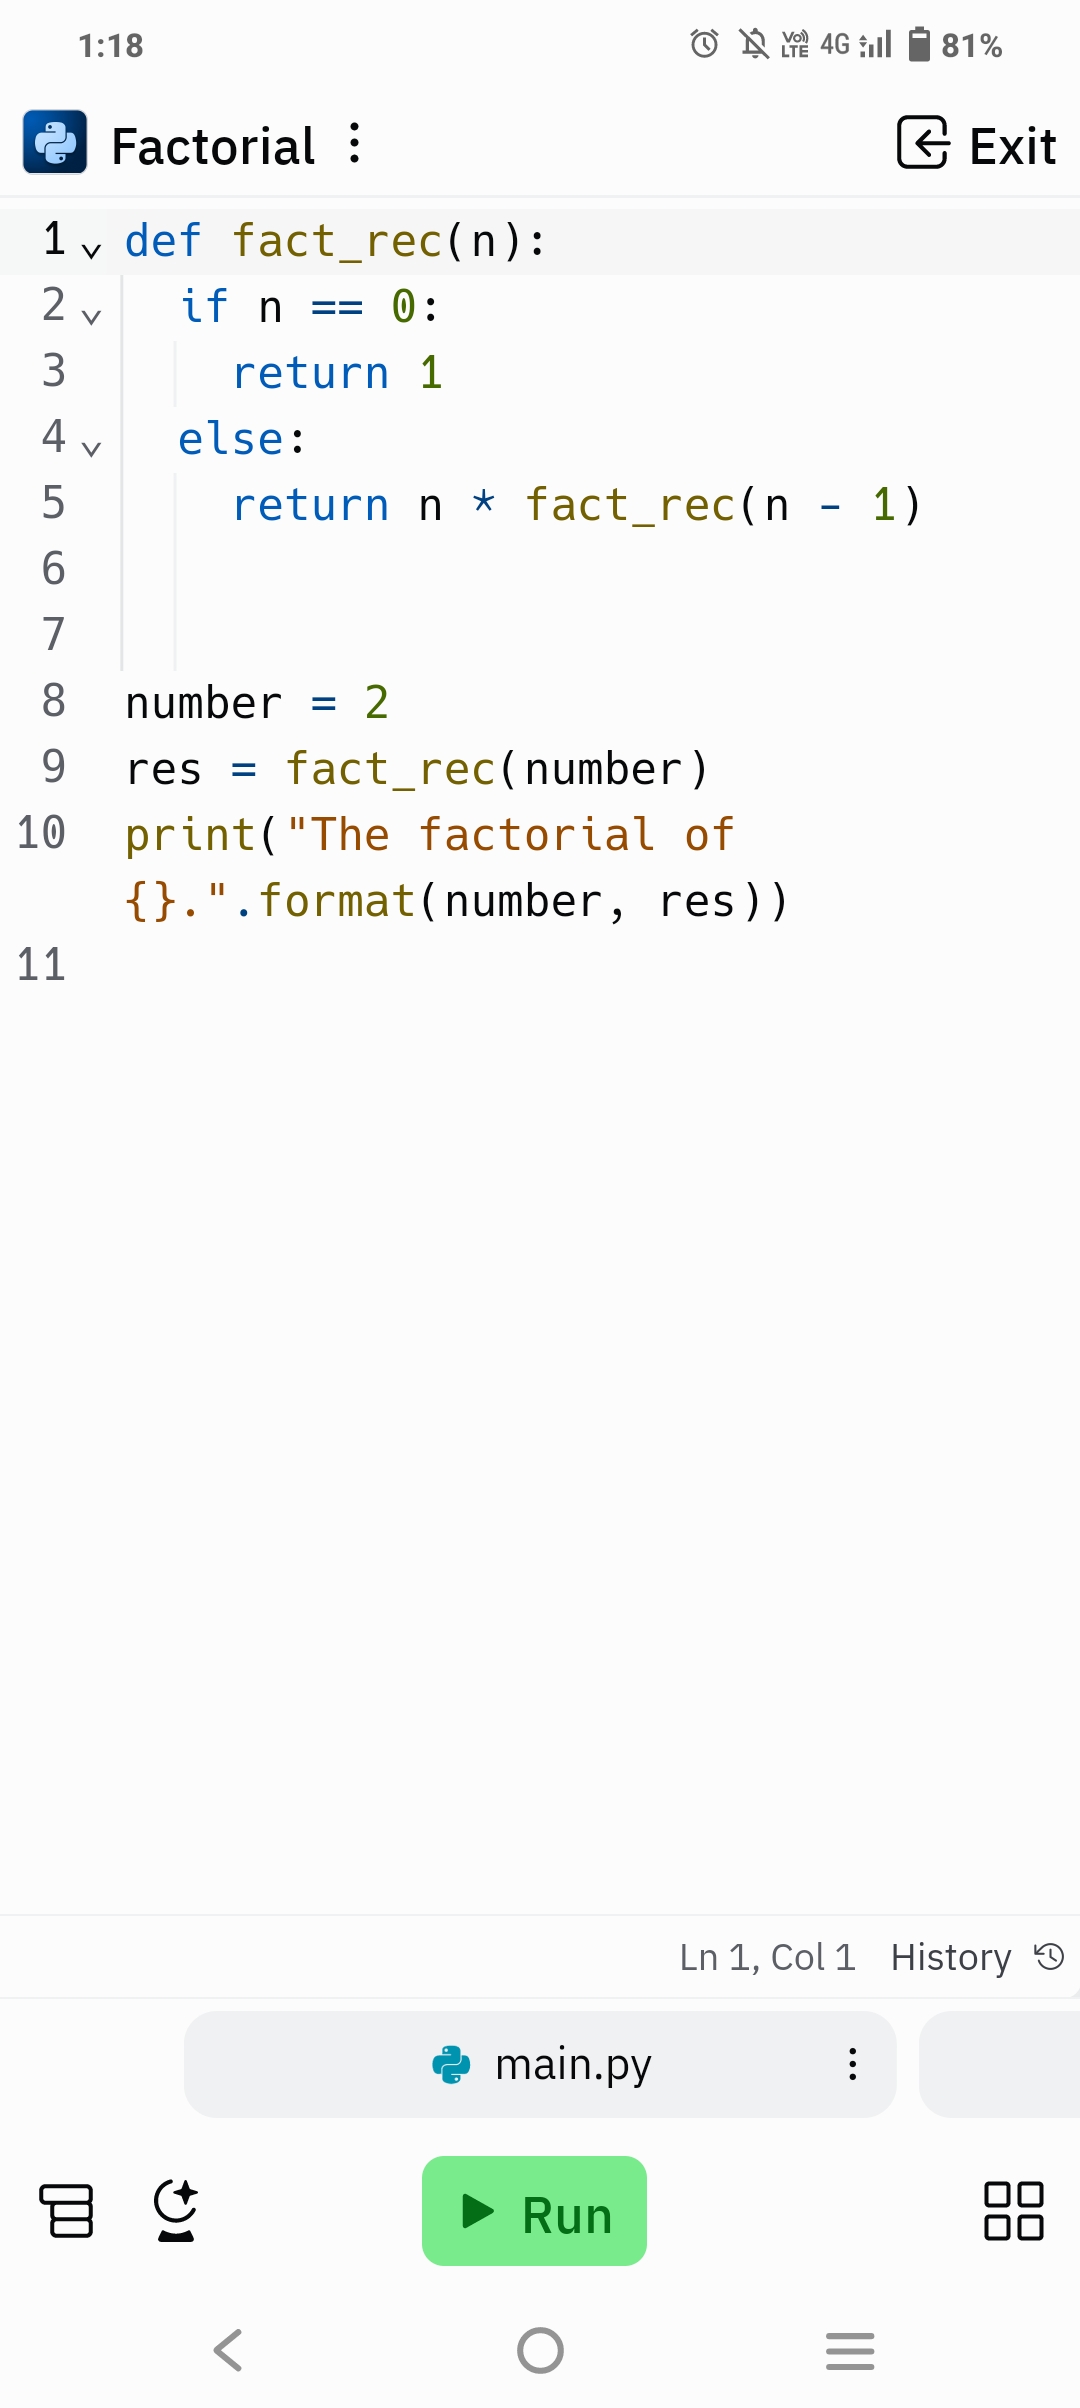 1:18 Vo) LTE 4G 81%
Factorial Exit
1 def fact_rec(n):
2 if n == 0:
3 return 1
4 else:
5 return n * fact_rec(n - 1)
6
7
8 number = 2
9 res = fact_rec(number)
10 print("The factorial of
{}.".format(number, res))
11
Ln 1, Col 1 History
main.py
Run